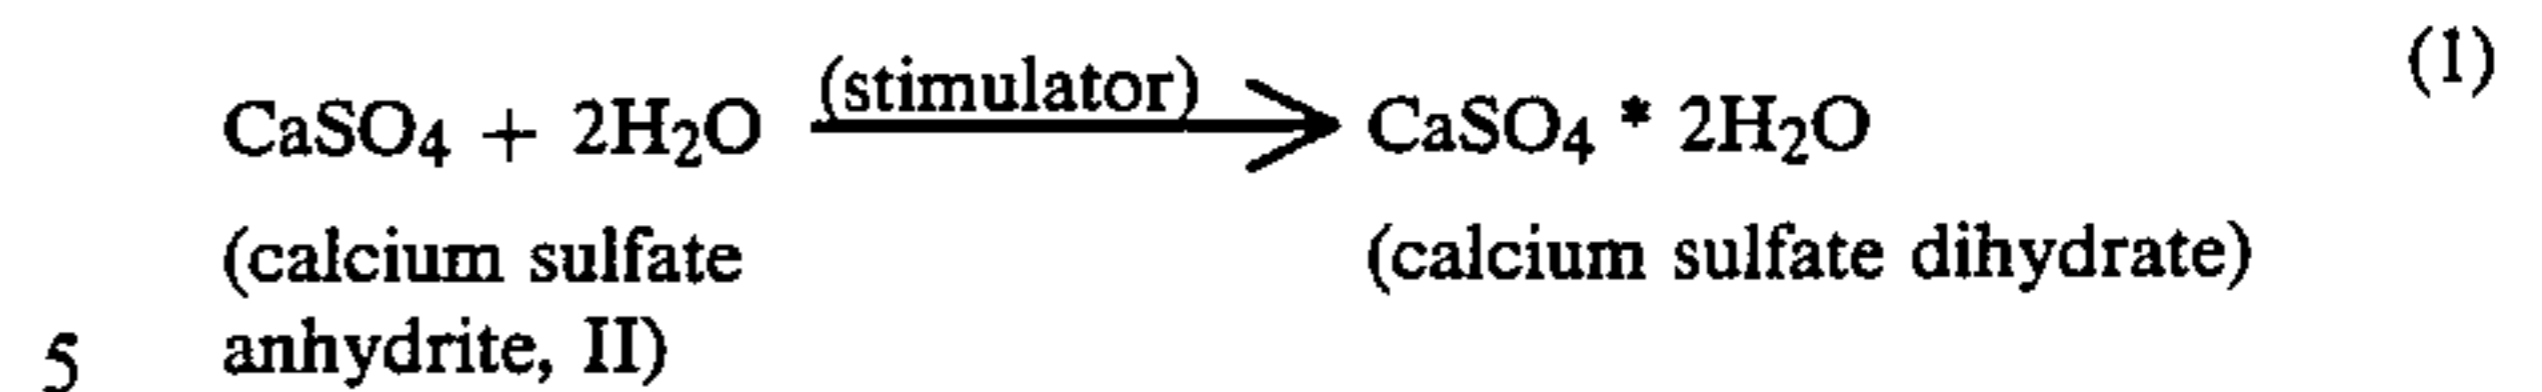 (1)
CaSO4 + 2H2O (stimulator) > CaSO4 * 2H2O
(calcium sulfate (calcium sulfate dihydrate)
5 anhydrite, II)